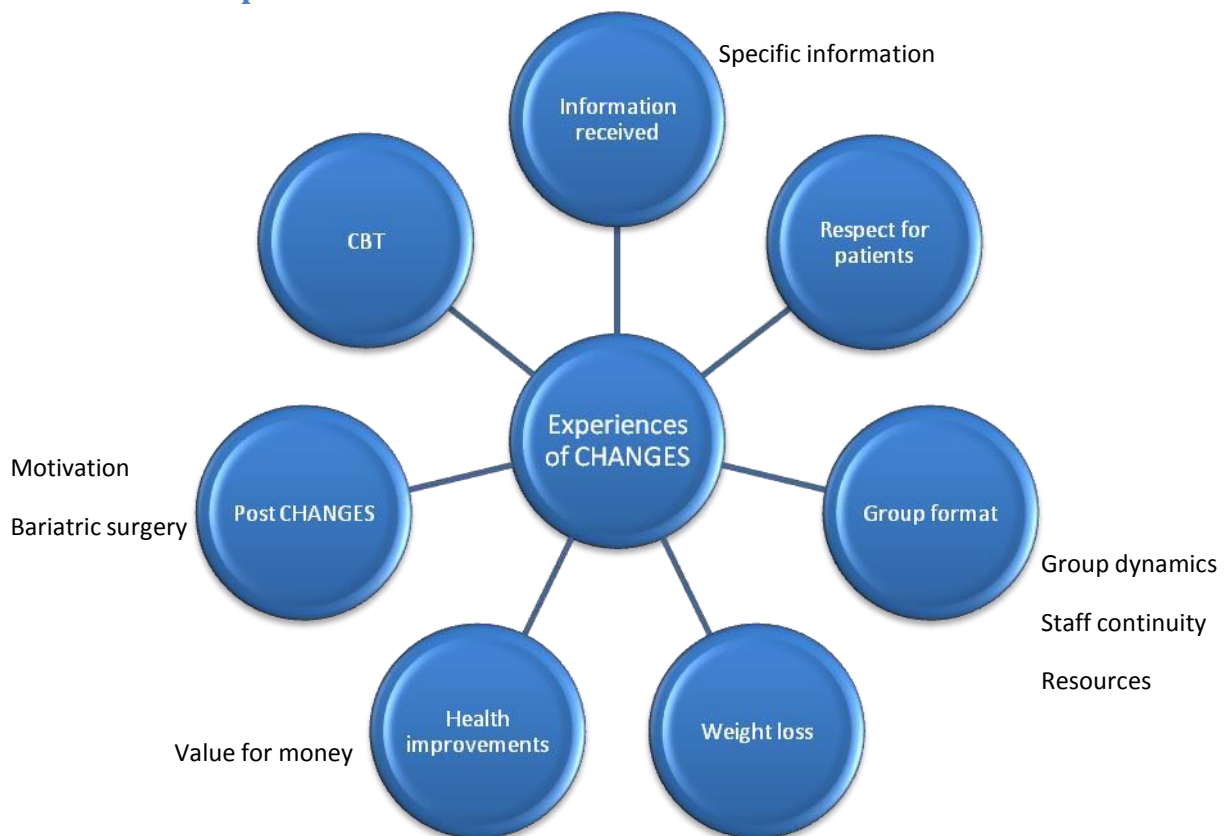 Specific information
Information
received
CBT
Respect for
patients
Experiences
of CHANGES
Motivation
Bariatric surgery
Post CHANGES
Group format
Group dynamics
Staff continuity
Resources
Value for money
Health
improvements
Weight loss